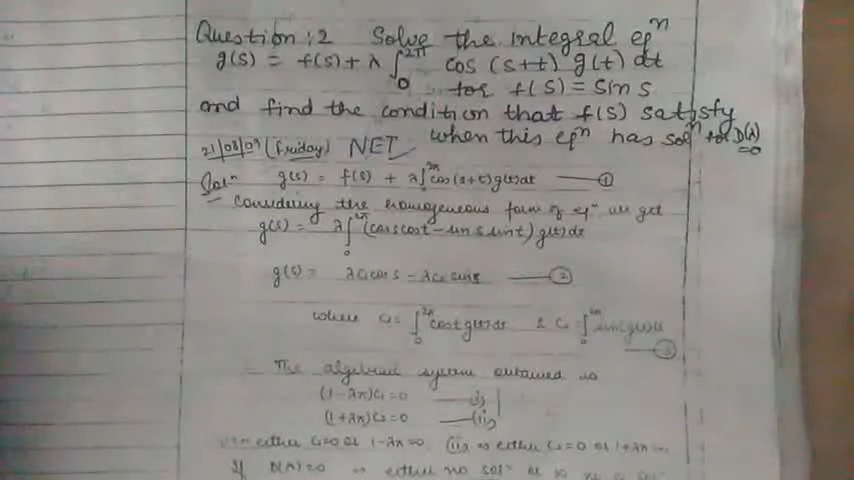 Question:2 Solve the integral eqⁿ
g(s) = f(s) + λ ∫₀^2π cos (s+t) g(t) dt
for f(s) = sin s
and find the condition that f(s) satisfy
when this eqⁿ has solⁿ for D(λ)
=0
21/08/09 (Friday) NET
Solⁿ g(s) = f(s) + λ∫₀^2π cos(s+t)g(t)dt —— ①
Considering the homogeneous form of eqⁿ we get
g(s) = λ ∫₀^2π (cos s cos t − sin s sin t) g(t) dt
g(s) = λc₁cos s − λc₂ sin s —— ②
where c₁ = ∫₀^2π cos t g(t) dt & c₂ = ∫₀^2π sin t g(t) dt
—— ③
The algebraic system obtained is
(1−λπ)c₁ = 0 —— (i)
(1+λπ)c₂ = 0 —— (ii)
either c₁=0 or 1−λπ=0 (ii) ⇒ either c₂=0 or 1+λπ
If D(λ)=0 ⇒ either no solⁿ or